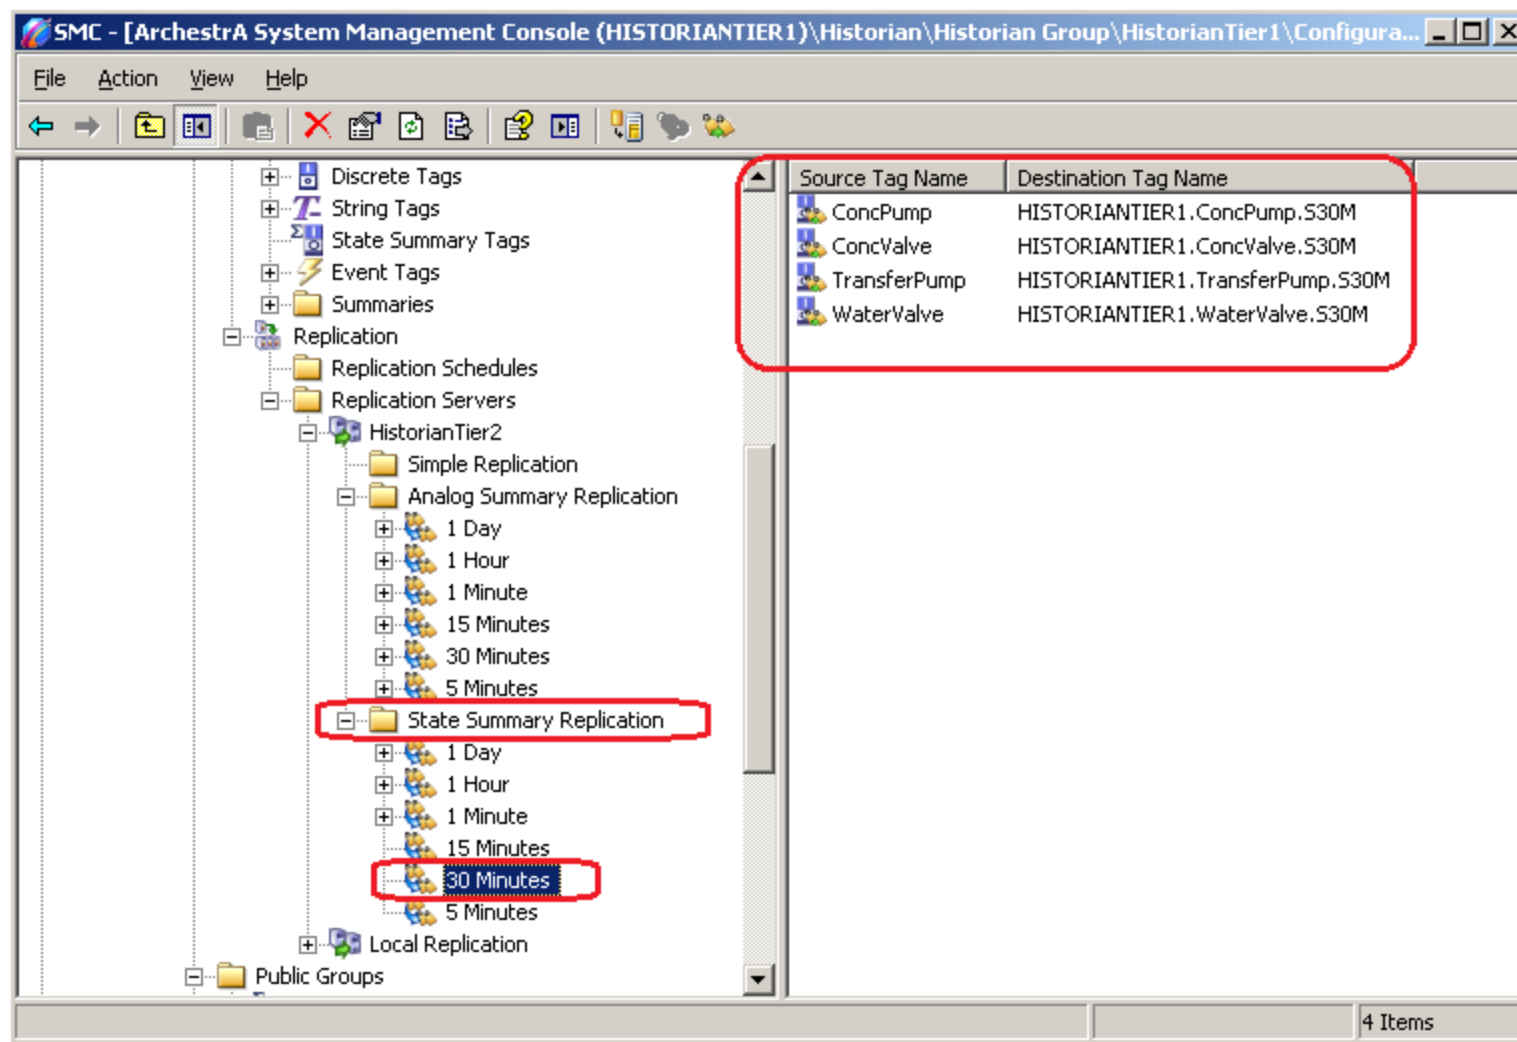 SMC - [ArchestrA System Management Console (HISTORIANTIER1)\Historian\Historian Group\HistorianTier1\Configura...
File Action View Help
Discrete Tags
String Tags
State Summary Tags
Event Tags
Summaries
Replication
Replication Schedules
Replication Servers
HistorianTier2
Simple Replication
Analog Summary Replication
1 Day
1 Hour
1 Minute
15 Minutes
30 Minutes
5 Minutes
State Summary Replication
1 Day
1 Hour
1 Minute
15 Minutes
30 Minutes
5 Minutes
Local Replication
Public Groups
Source Tag Name Destination Tag Name
ConcPump HISTORIANTIER1.ConcPump.S30M
ConcValve HISTORIANTIER1.ConcValve.S30M
TransferPump HISTORIANTIER1.TransferPump.S30M
WaterValve HISTORIANTIER1.WaterValve.S30M
4 Items